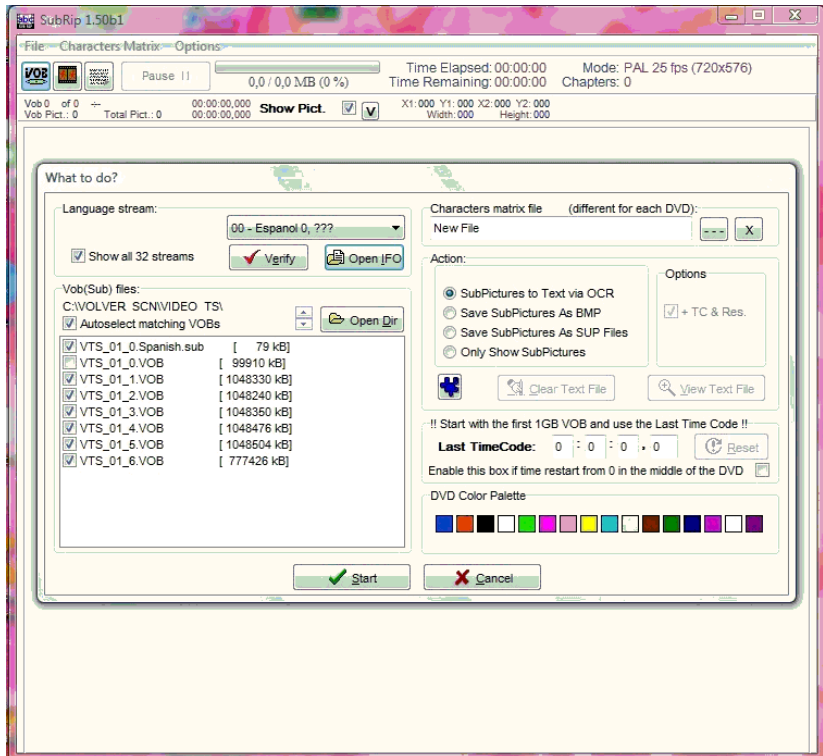 SubRip 1.50b1
File Characters Matrix Options
VOB
Pause II
0,0 / 0,0 MB (0 %)
Time Elapsed: 00:00:00
Time Remaining: 00:00:00
Mode: PAL 25 fps (720x576)
Chapters: 0
Vob 0 of 0 -:--
Vob Pict.: 0 Total Pict.: 0
00:00:00,000
00:00:00,000
Show Pict.
V
X1: 000 Y1: 000 X2: 000 Y2: 000
Width: 000 Height: 000
What to do?
Language stream:
00 - Espanol 0, ???
Show all 32 streams
Verify
Open IFO
Vob(Sub) files:
C:\VOLVER SCN\VIDEO TS\
Autoselect matching VOBs
Open Dir
VTS_01_0.Spanish.sub [ 79 kB]
VTS_01_0.VOB [ 99910 kB]
VTS_01_1.VOB [ 1048330 kB]
VTS_01_2.VOB [ 1048240 kB]
VTS_01_3.VOB [ 1048350 kB]
VTS_01_4.VOB [ 1048476 kB]
VTS_01_5.VOB [ 1048504 kB]
VTS_01_6.VOB [ 777426 kB]
Characters matrix file (different for each DVD):
New File
---
X
Action:
SubPictures to Text via OCR
Save SubPictures As BMP
Save SubPictures As SUP Files
Only Show SubPictures
Options
+ TC & Res.
Clear Text File
View Text File
!! Start with the first 1GB VOB and use the Last Time Code !!
Last TimeCode: 0 : 0 : 0 . 0
Reset
Enable this box if time restart from 0 in the middle of the DVD
DVD Color Palette
Start
Cancel